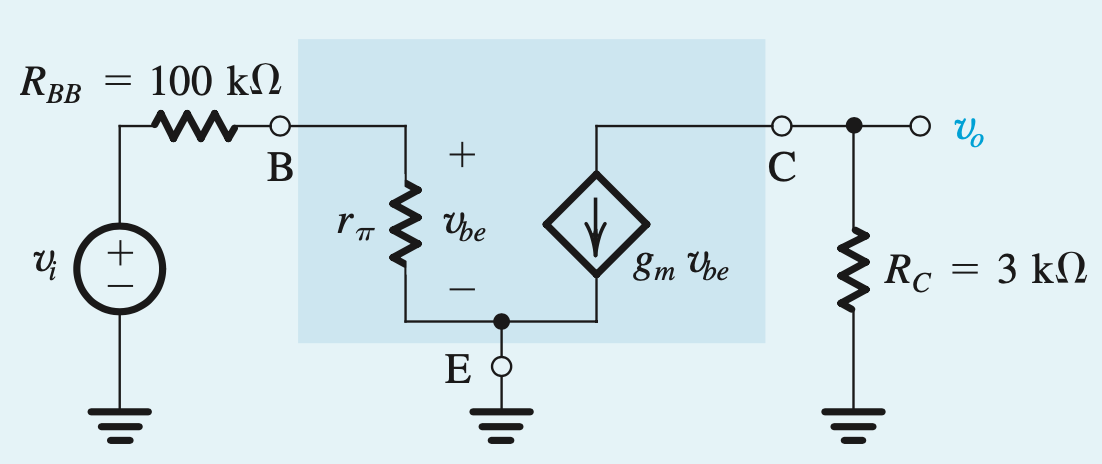 R_BB = 100 kΩ
B
+
C
v_o
r_π
v_be
v_i
+
−
g_m v_be
R_C = 3 kΩ
−
E